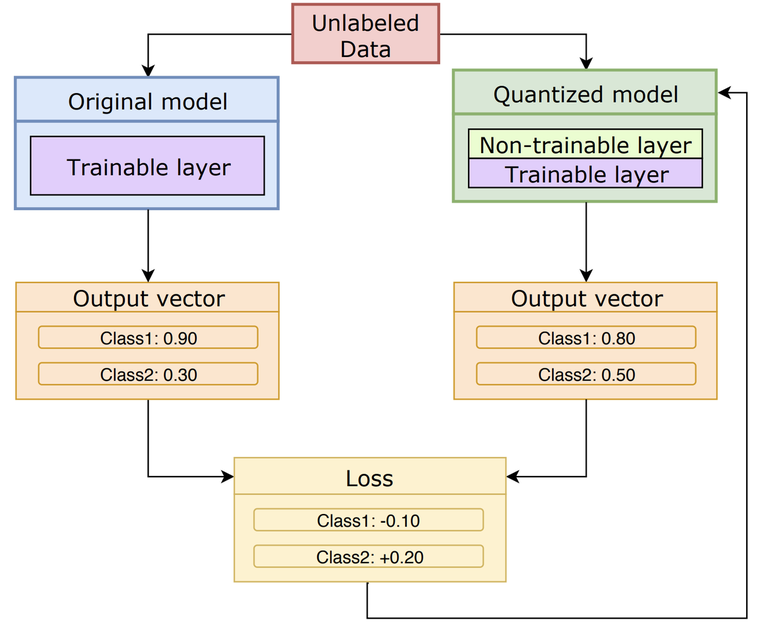 Unlabeled
Data
Original model
Trainable layer
Quantized model
Non-trainable layer
Trainable layer
Output vector
Class1: 0.90
Class2: 0.30
Output vector
Class1: 0.80
Class2: 0.50
Loss
Class1: -0.10
Class2: +0.20